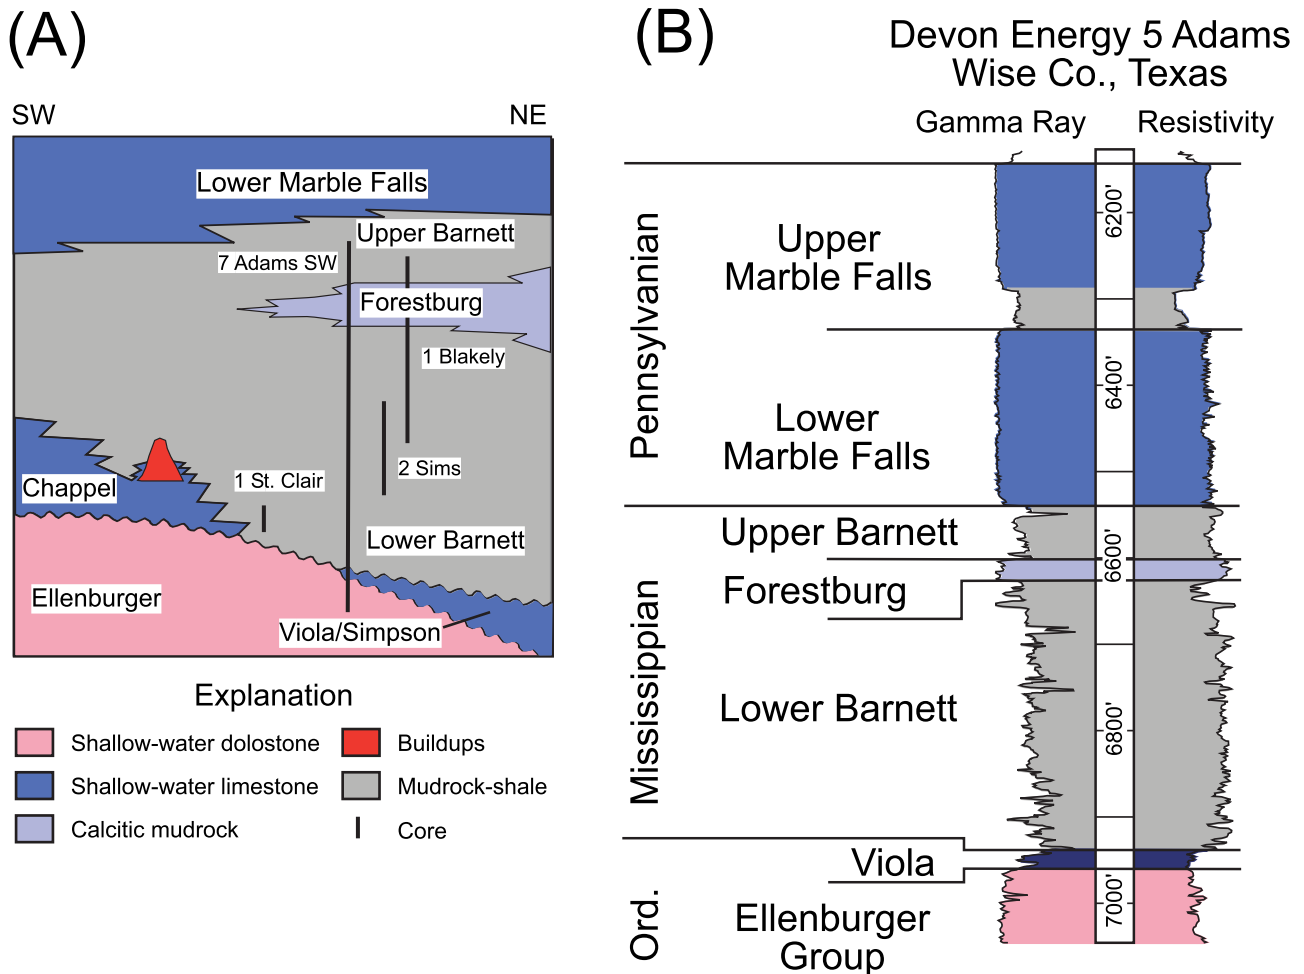 (A)
SW
NE
Lower Marble Falls
Upper Barnett
7 Adams SW
Forestburg
1 Blakely
2 Sims
1 St. Clair
Chappel
Lower Barnett
Ellenburger
Viola/Simpson
Explanation
Shallow-water dolostone
Buildups
Shallow-water limestone
Mudrock-shale
Calcitic mudrock
Core
(B)
Devon Energy 5 Adams
Wise Co., Texas
Gamma Ray
Resistivity
Pennsylvanian
Upper
Marble Falls
6200'
Lower
Marble Falls
6400'
Mississippian
Upper Barnett
6600'
Forestburg
Lower Barnett
6800'
Ord.
Viola
Ellenburger
Group
7000'